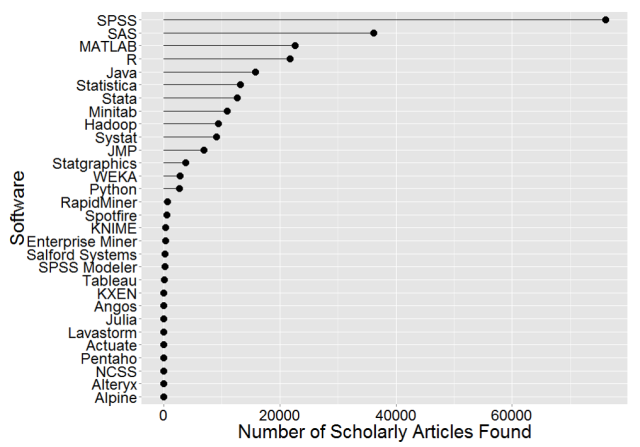 SPSS
SAS
MATLAB
R
Java
Statistica
Stata
Minitab
Hadoop
Systat
JMP
Statgraphics
WEKA
Python
RapidMiner
Spotfire
KNIME
Enterprise Miner
Salford Systems
SPSS Modeler
Tableau
KXEN
Angos
Julia
Lavastorm
Actuate
Pentaho
NCSS
Alteryx
Alpine
Software
0 20000 40000 60000
Number of Scholarly Articles Found